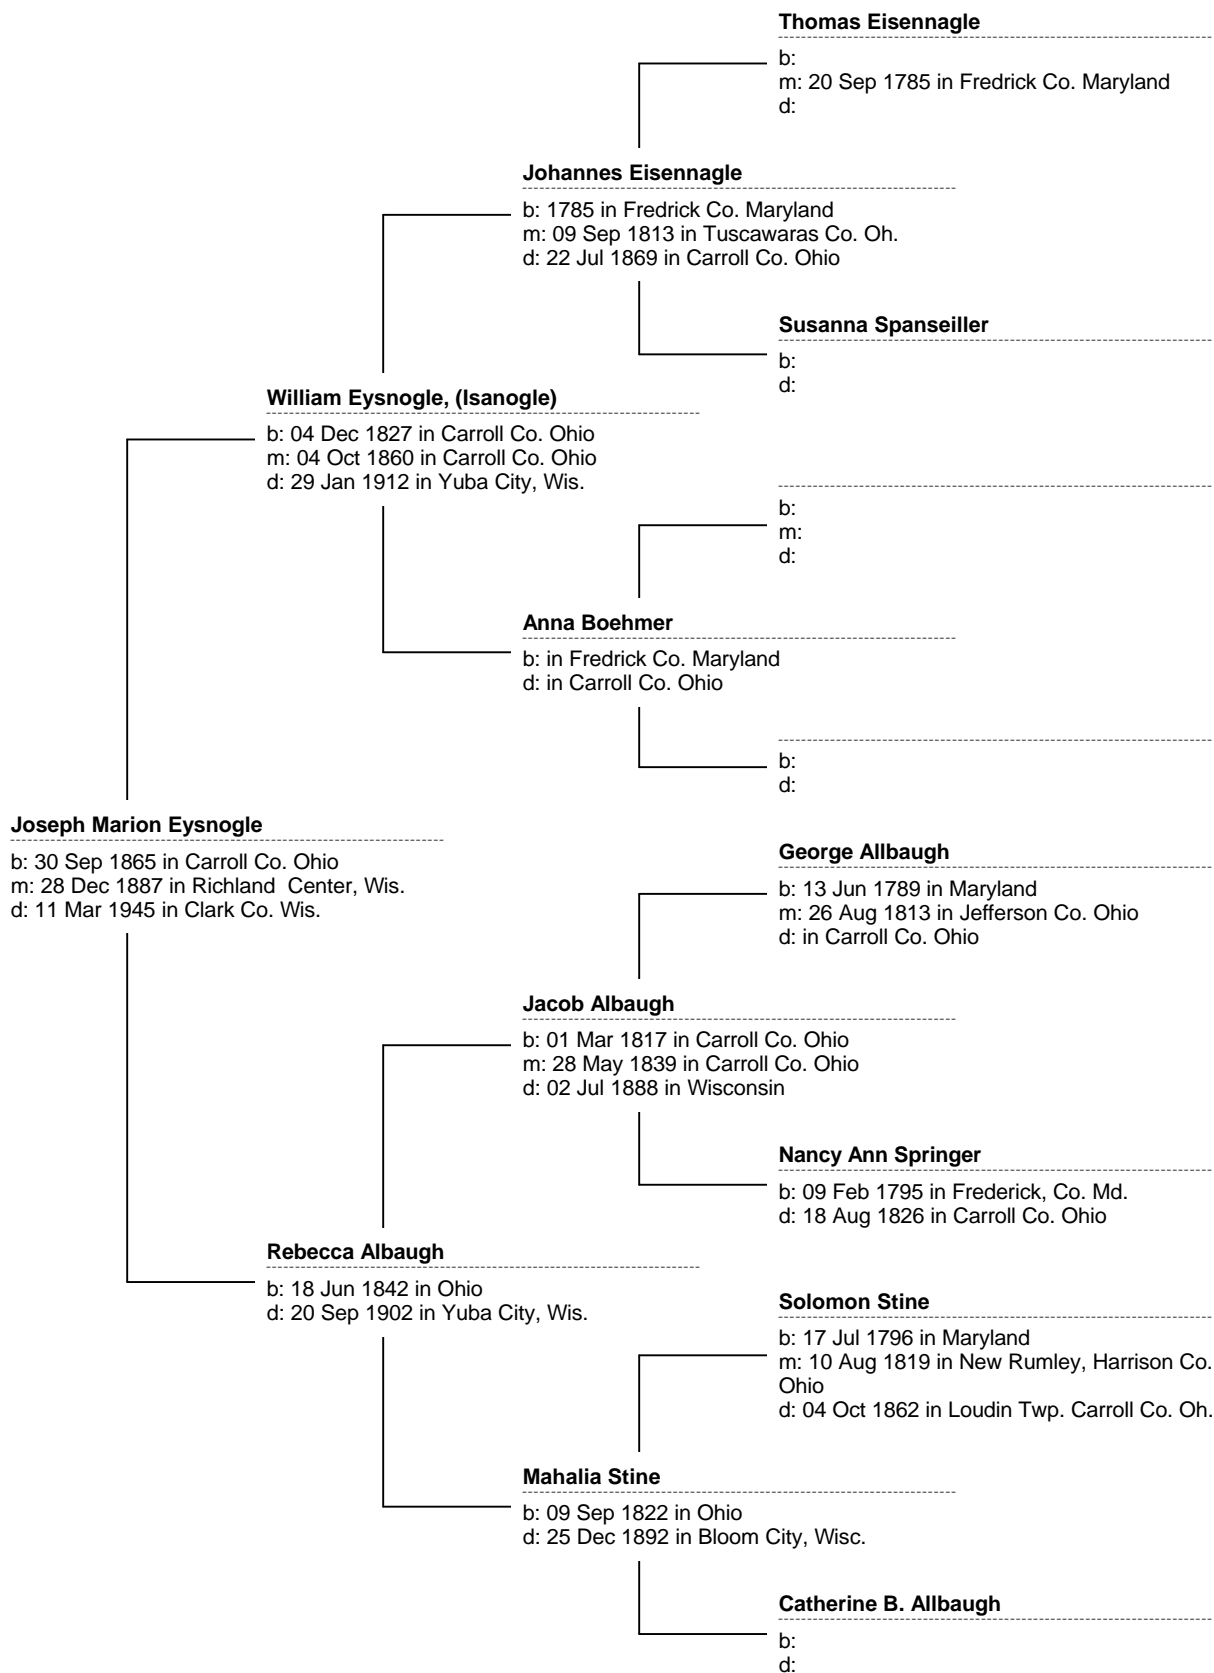 Thomas Eisennagle
b:
m: 20 Sep 1785 in Fredrick Co. Maryland
d:
Johannes Eisennagle
b: 1785 in Fredrick Co. Maryland
m: 09 Sep 1813 in Tuscawaras Co. Oh.
d: 22 Jul 1869 in Carroll Co. Ohio
Susanna Spanseiller
b:
d:
William Eysnogle, (Isanogle)
b: 04 Dec 1827 in Carroll Co. Ohio
m: 04 Oct 1860 in Carroll Co. Ohio
d: 29 Jan 1912 in Yuba City, Wis.
b:
m:
d:
Anna Boehmer
b: in Fredrick Co. Maryland
d: in Carroll Co. Ohio
b:
d:
Joseph Marion Eysnogle
b: 30 Sep 1865 in Carroll Co. Ohio
m: 28 Dec 1887 in Richland  Center, Wis.
d: 11 Mar 1945 in Clark Co. Wis.
George Allbaugh
b: 13 Jun 1789 in Maryland
m: 26 Aug 1813 in Jefferson Co. Ohio
d: in Carroll Co. Ohio
Jacob Albaugh
b: 01 Mar 1817 in Carroll Co. Ohio
m: 28 May 1839 in Carroll Co. Ohio
d: 02 Jul 1888 in Wisconsin
Nancy Ann Springer
b: 09 Feb 1795 in Frederick, Co. Md.
d: 18 Aug 1826 in Carroll Co. Ohio
Rebecca Albaugh
b: 18 Jun 1842 in Ohio
d: 20 Sep 1902 in Yuba City, Wis.
Solomon Stine
b: 17 Jul 1796 in Maryland
m: 10 Aug 1819 in New Rumley, Harrison Co.
Ohio
d: 04 Oct 1862 in Loudin Twp. Carroll Co. Oh.
Mahalia Stine
b: 09 Sep 1822 in Ohio
d: 25 Dec 1892 in Bloom City, Wisc.
Catherine B. Allbaugh
b:
d: